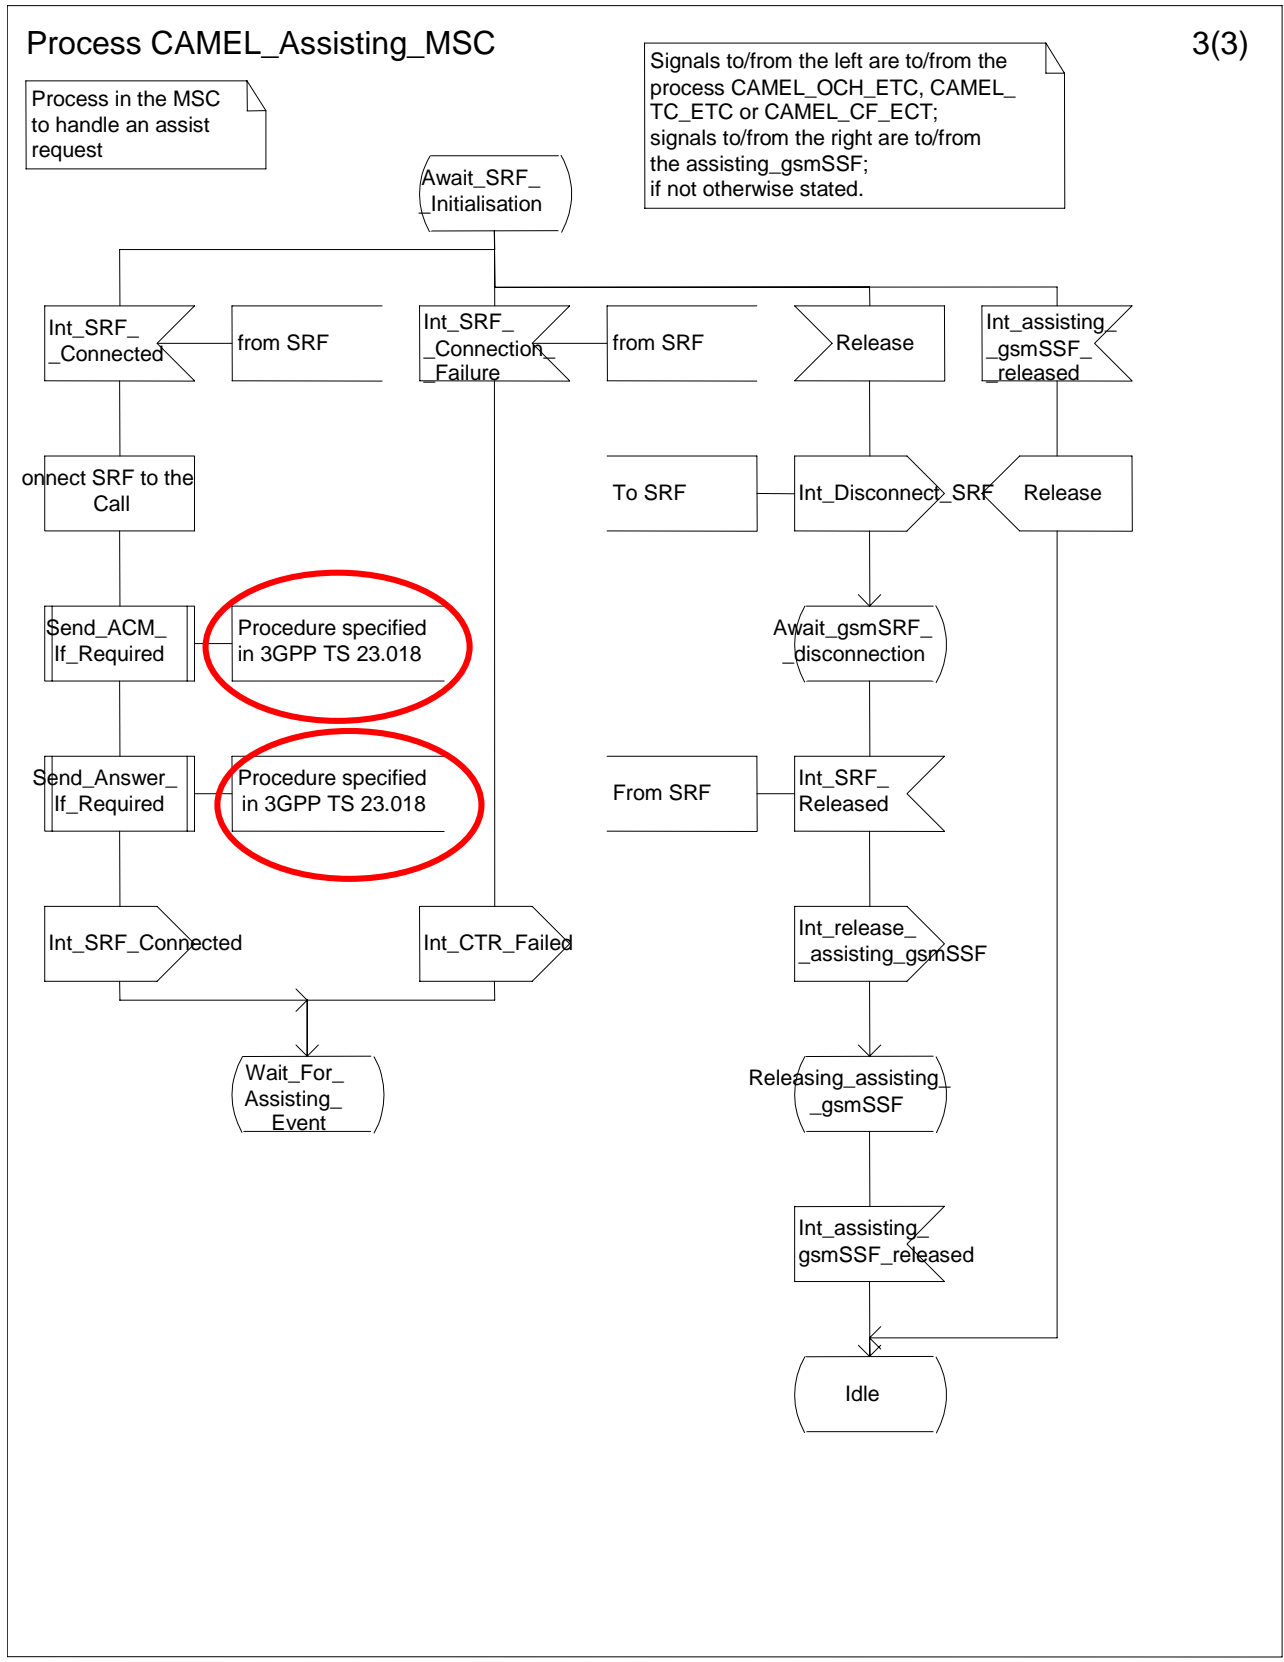 Process CAMEL_Assisting_MSC
3(3)
Process in the MSC
to handle an assist
request
Signals to/from the left are to/from the
process CAMEL_OCH_ETC, CAMEL_
TC_ETC or CAMEL_CF_ECT;
signals to/from the right are to/from
the assisting_gsmSSF;
if not otherwise stated.
Await_SRF_
_Initialisation
Int_SRF_
_Connected
from SRF
Int_SRF_
_Connection_
_Failure
from SRF
Release
Int_assisting_
_gsmSSF_
_released
onnect SRF to the
Call
To SRF
Int_Disconnect_SRF
Release
Send_ACM_
If_Required
Procedure specified
in 3GPP TS 23.018
Await_gsmSRF_
_disconnection
Send_Answer_
If_Required
Procedure specified
in 3GPP TS 23.018
From SRF
Int_SRF_
Released
Int_SRF_Connected
Int_CTR_Failed
Int_release_
_assisting_gsmSSF
Wait_For_
Assisting_
Event
Releasing_assisting_
_gsmSSF
Int_assisting_
gsmSSF_released
Idle